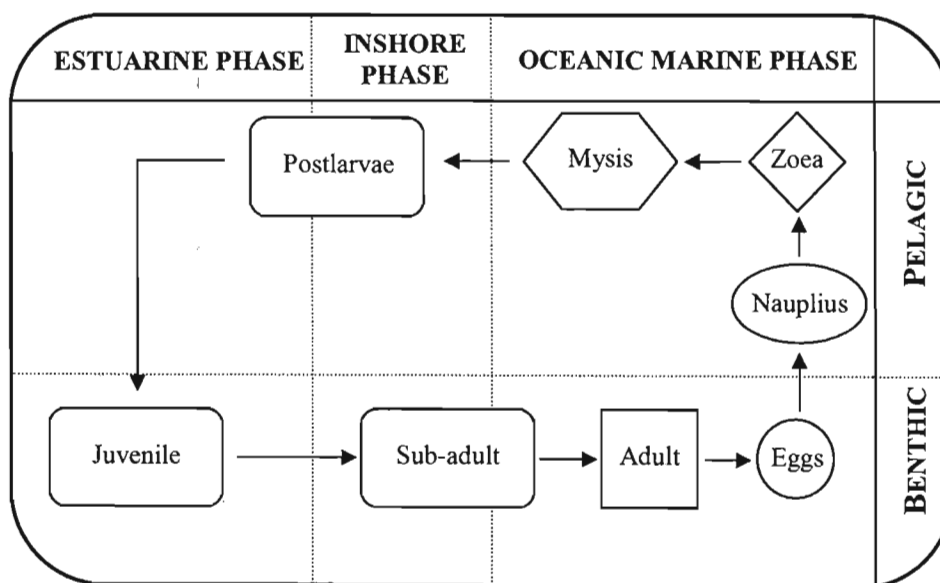 ESTUARINE PHASE
INSHORE
PHASE
OCEANIC MARINE PHASE
Postlarvae
Mysis
Zoea
PELAGIC
Nauplius
Juvenile
Sub-adult
Adult
Eggs
BENTHIC